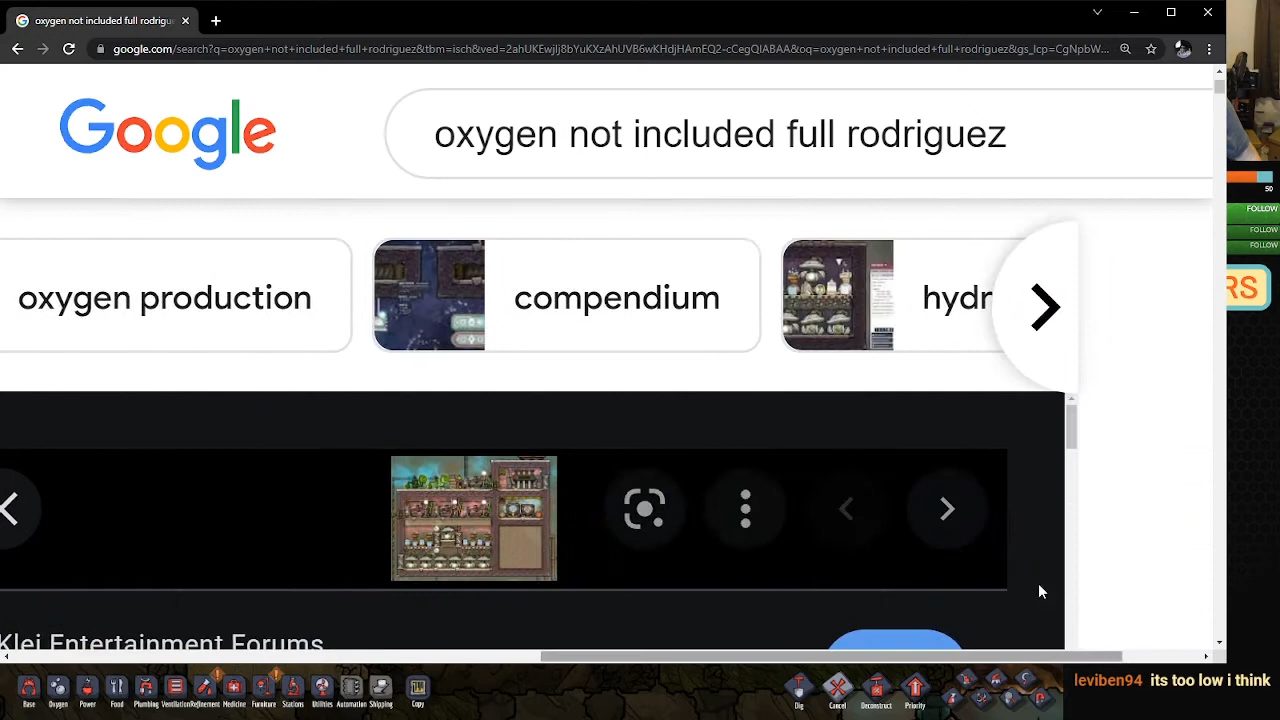 oxygen not included full rodrigu
google.com/search?q=oxygen+not+included+full+rodriguez&tbm=isch&ved=2ahUKEwjlj8bYuKXzAhUVB6wKHdjHAmEQ2-cCegQIABAA&oq=oxygen+not+included+full+rodriguez&gs_lcp=CgNpbW...
Google
oxygen not included full rodriguez
oxygen production
compendium
hydr
50
FOLLOW
FOLLOW
FOLLOW
RS
Klei Entertainment Forums
Base Oxygen Power Food Plumbing Ventilation Refinement Medicine Furniture Stations Utilities Automation Shipping Copy
Dig Cancel Deconstruct Priority
leviben94 its too low i think